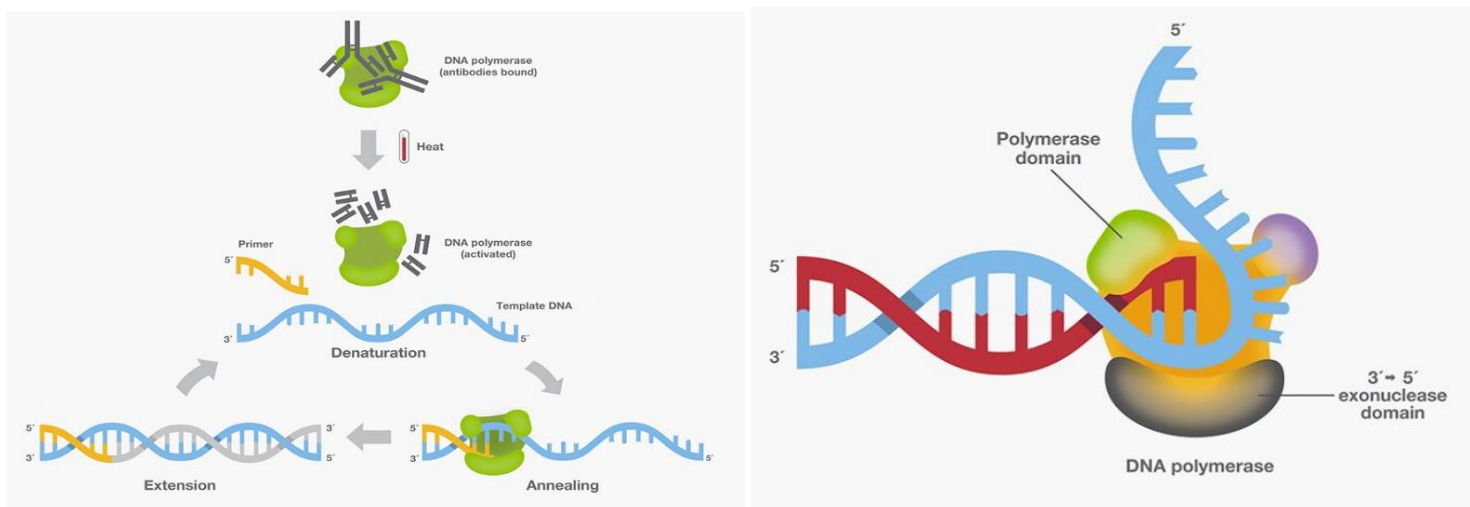 DNA polymerase
(antibodies bound)
Heat
DNA polymerase
(activated)
Primer
5´
Template DNA
3´
5´
Denaturation
5´
3´
3´
5´
Extension
5´
3´
5´
Annealing
5´
Polymerase
domain
5´
3´
3´➞ 5´
exonuclease
domain
DNA polymerase